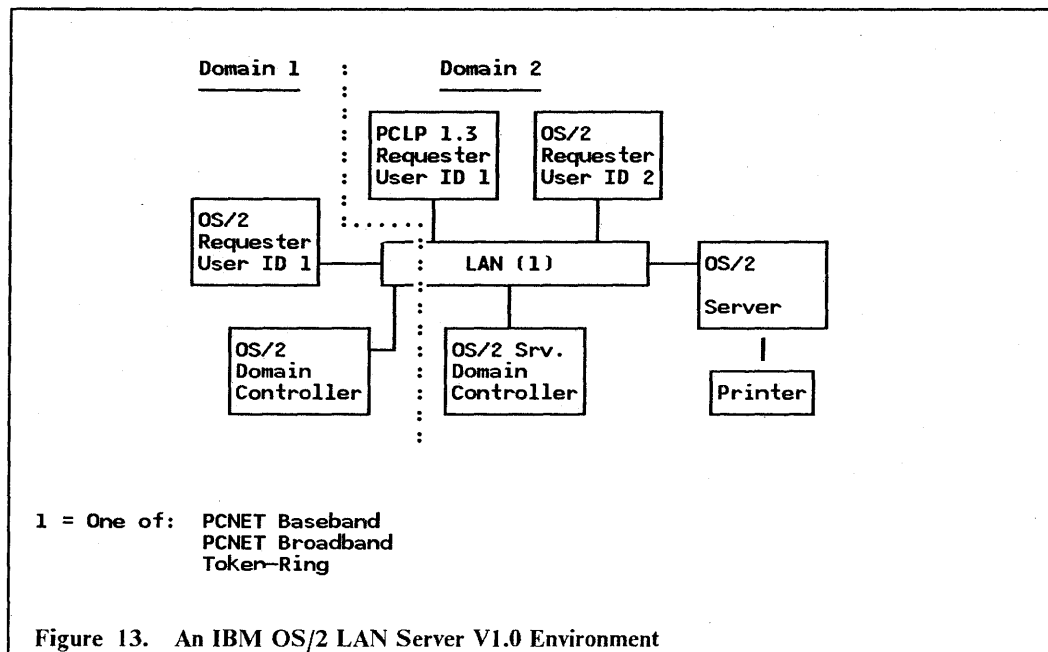 Domain 1 : Domain 2
PCLP 1.3
Requester
User ID 1
OS/2
Requester
User ID 2
OS/2
Requester
User ID 1
LAN (1)
OS/2
Server
OS/2
Domain
Controller
OS/2 Srv.
Domain
Controller
Printer
1 = One of: PCNET Baseband
PCNET Broadband
Token-Ring
Figure 13. An IBM OS/2 LAN Server V1.0 Environment